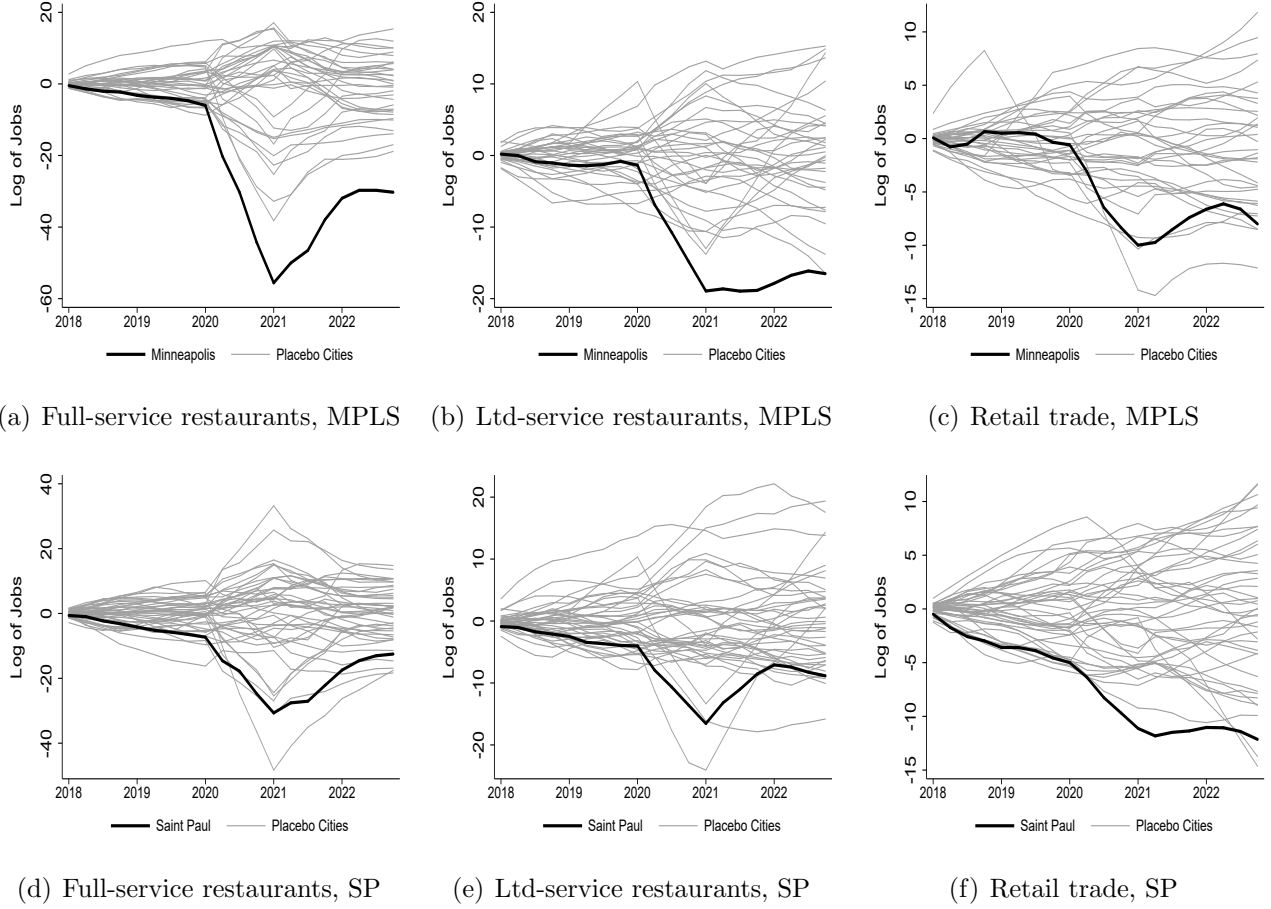 Log of Jobs
20
0
-20
-40
-60
2018 2019 2020 2021 2022
Minneapolis Placebo Cities
(a) Full-service restaurants, MPLS
Log of Jobs
20
10
0
-10
-20
2018 2019 2020 2021 2022
Minneapolis Placebo Cities
(b) Ltd-service restaurants, MPLS
Log of Jobs
10
5
0
-5
-10
-15
2018 2019 2020 2021 2022
Minneapolis Placebo Cities
(c) Retail trade, MPLS
Log of Jobs
40
20
0
-20
-40
2018 2019 2020 2021 2022
Saint Paul Placebo Cities
(d) Full-service restaurants, SP
Log of Jobs
20
10
0
-10
-20
2018 2019 2020 2021 2022
Saint Paul Placebo Cities
(e) Ltd-service restaurants, SP
Log of Jobs
10
5
0
-5
-10
-15
2018 2019 2020 2021 2022
Saint Paul Placebo Cities
(f) Retail trade, SP